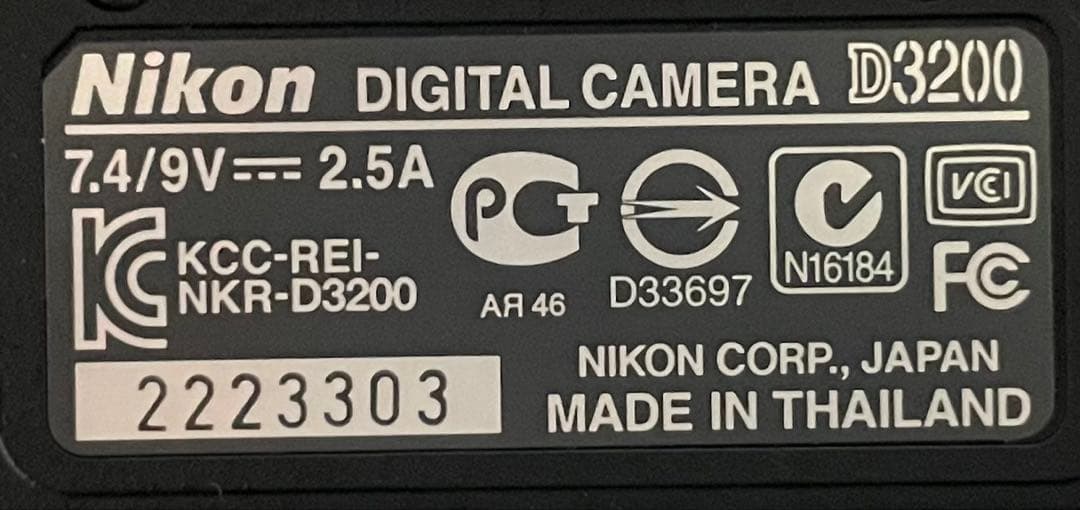 Nikon DIGITAL CAMERA D3200
7.4/9V⎓ 2.5A
KCC-REI-
NKR-D3200
PCT
АЯ 46
D33697
N16184
VCI
FC
2223303
NIKON CORP., JAPAN
MADE IN THAILAND